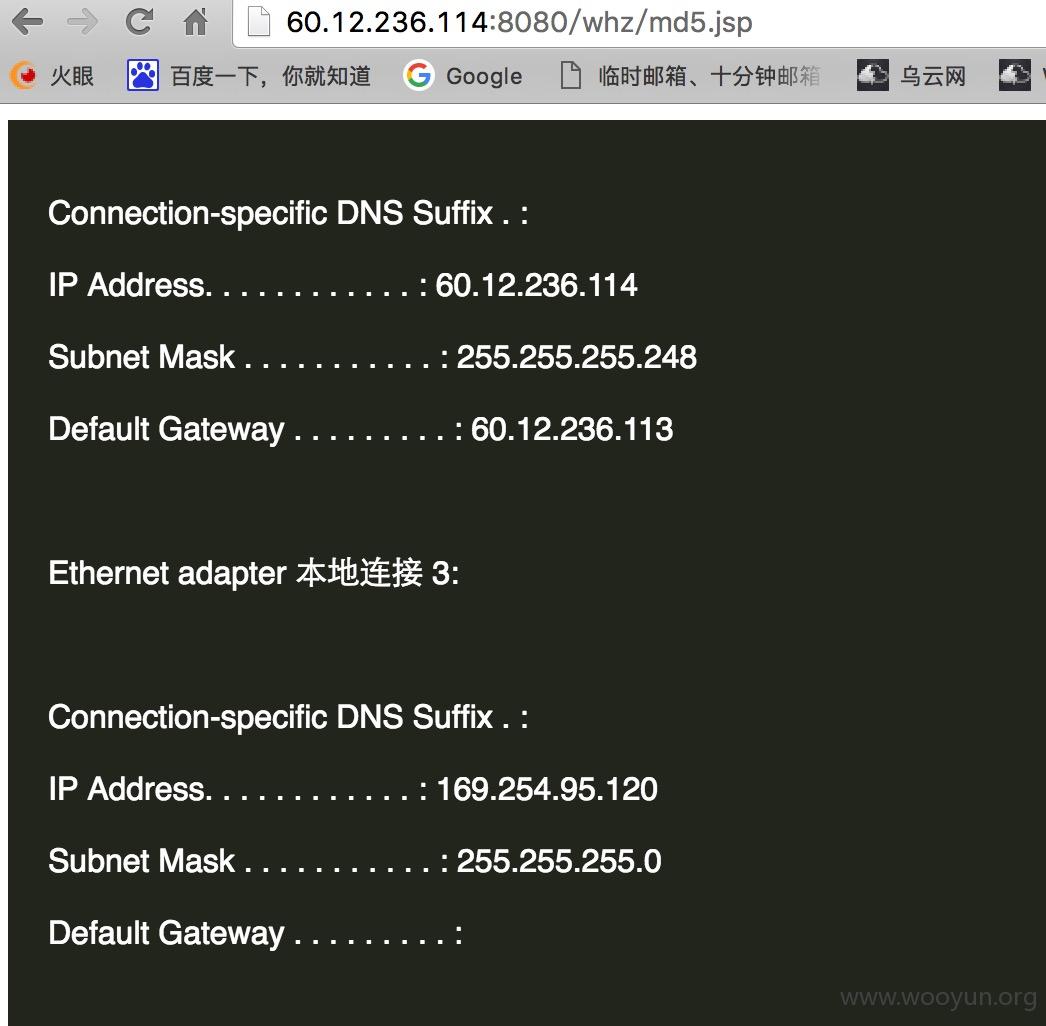 60.12.236.114:8080/whz/md5.jsp
火眼 百度一下，你就知道 Google 临时邮箱、十分钟邮箱 乌云网
Connection-specific DNS Suffix . :
IP Address. . . . . . . . . . . . : 60.12.236.114
Subnet Mask . . . . . . . . . . . : 255.255.255.248
Default Gateway . . . . . . . . . : 60.12.236.113
Ethernet adapter 本地连接 3:
Connection-specific DNS Suffix . :
IP Address. . . . . . . . . . . . : 169.254.95.120
Subnet Mask . . . . . . . . . . . : 255.255.255.0
Default Gateway . . . . . . . . . :
www.wooyun.org